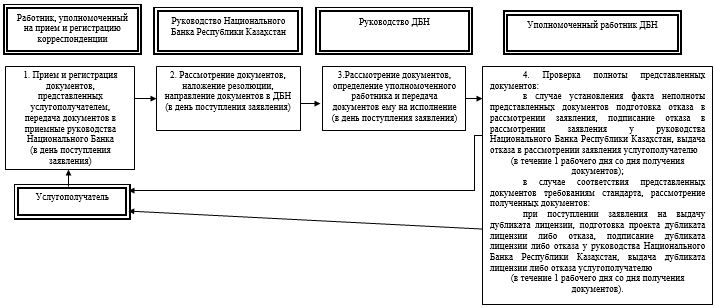 Работник, уполномоченный
на прием и регистрацию
корреспонденции
Руководство Национального
Банка Республики Казахстан
Руководство ДБН
Уполномоченный работник ДБН
1. Прием и регистрация
документов,
представленных
услугополучателем,
передача документов в
приемные руководства
Национального Банка
(в день поступления
заявления)
2. Рассмотрение документов,
наложение резолюции,
направление документов в ДБН
(в день поступления заявления)
3.Рассмотрение документов,
определение уполномоченного
работника и передача
документов ему на исполнение
(в день поступления заявления)
4. Проверка полноты представленных
документов:
в случае установления факта неполноты
представленных документов подготовка отказа в
рассмотрении заявления, подписание отказа в
рассмотрении заявления у руководства
Национального Банка Республики Казахстан, выдача
отказа в рассмотрении заявления услугополучателю
(в течение 1 рабочего дня со дня получения
документов);
в случае соответствия представленных
документов требованиям стандарта, рассмотрение
полученных документов:
при поступлении заявления на выдачу
дубликата лицензии, подготовка проекта дубликата
лицензии либо отказа, подписание дубликата
лицензии либо отказа у руководства Национального
Банка Республики Казахстан, выдача дубликата
лицензии либо отказа услугополучателю
(в течение 1 рабочего дня со дня получения
документов).
Услугополучатель